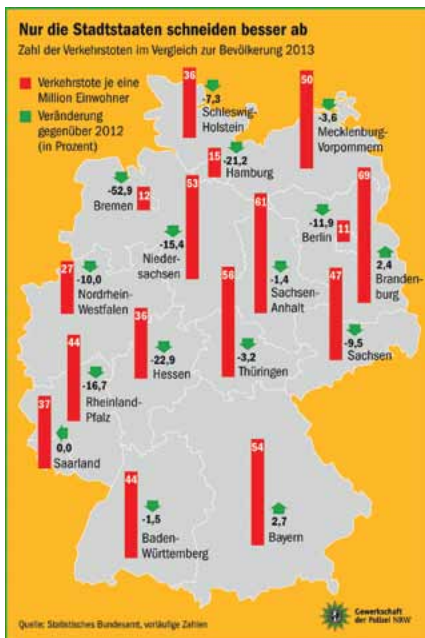 Nur die Stadtstaaten schneiden besser ab
Zahl der Verkehrstoten im Vergleich zur Bevölkerung 2013
Verkehrstote je eine
Million Einwohner
Veränderung
gegenüber 2012
(in Prozent)
36
-7,3
Schleswig-
Holstein
50
-3,6
Mecklenburg-
Vorpommern
15
-21,2
Hamburg
-52,9
Bremen
12
53
-15,4
Nieder-
sachsen
61
-1,4
Sachsen-
Anhalt
-11,9
Berlin
11
69
2,4
Branden-
burg
27
-10,0
Nordrhein-
Westfalen
36
-22,9
Hessen
56
-3,2
Thüringen
47
-9,5
Sachsen
44
-16,7
Rheinland-
Pfalz
37
0,0
Saarland
44
-1,5
Baden-
Württemberg
54
2,7
Bayern
Quelle: Statistisches Bundesamt, vorläufige Zahlen
Gewerkschaft
der Polizei NRW